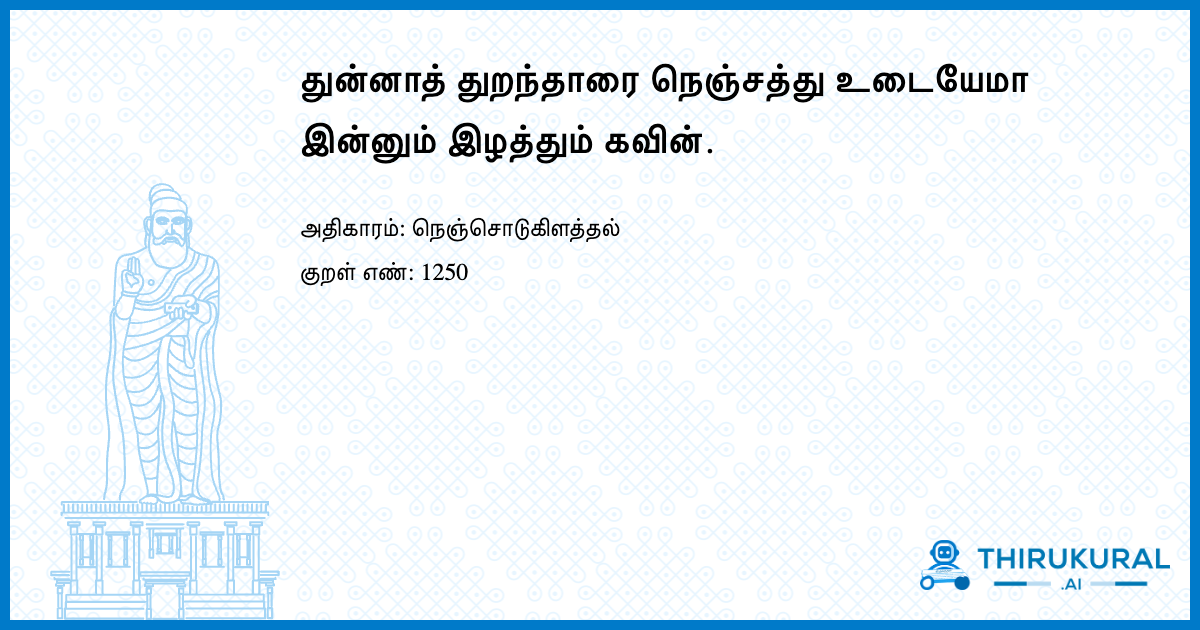 துன்னாத் துறந்தாரை நெஞ்சத்து உடையேமா
இன்னும் இழத்தும் கவின்.
அதிகாரம்: நெஞ்சொடுகிளத்தல்
குறள் எண்: 1250
THIRUKURAL
.AI